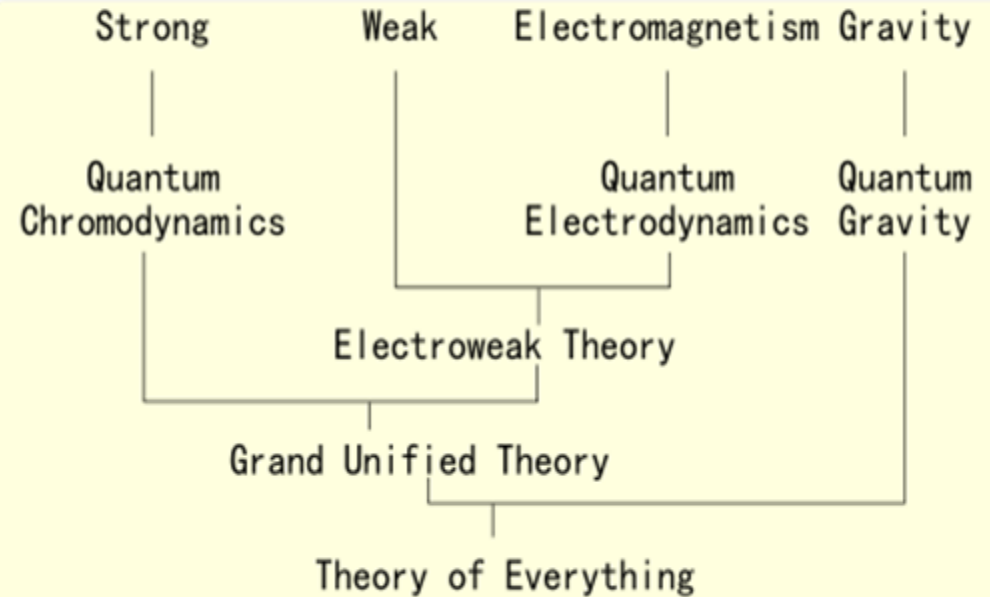 Strong Weak Electromagnetism Gravity
Quantum Chromodynamics
Quantum Electrodynamics
Quantum Gravity
Electroweak Theory
Grand Unified Theory
Theory of Everything